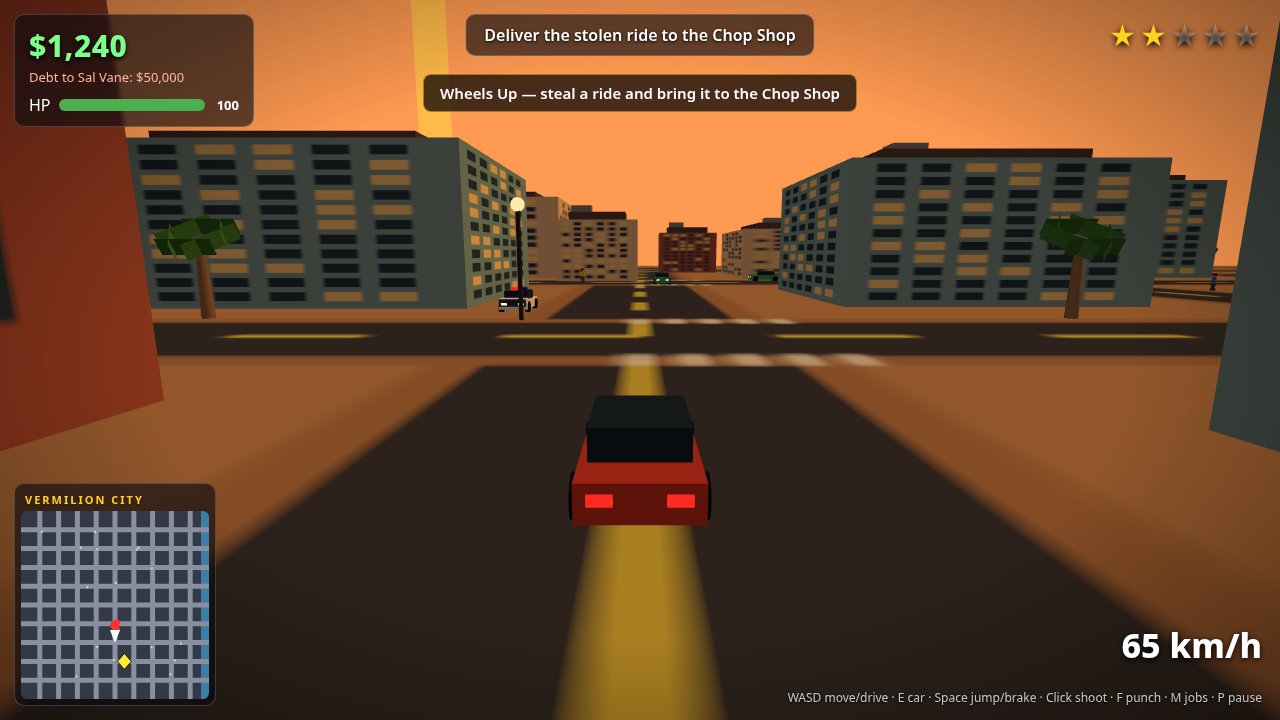 $1,240
Debt to Sal Vane: $50,000
HP 100
Deliver the stolen ride to the Chop Shop
Wheels Up — steal a ride and bring it to the Chop Shop
VERMILION CITY
65 km/h
WASD move/drive · E car · Space jump/brake · Click shoot · F punch · M jobs · P pause